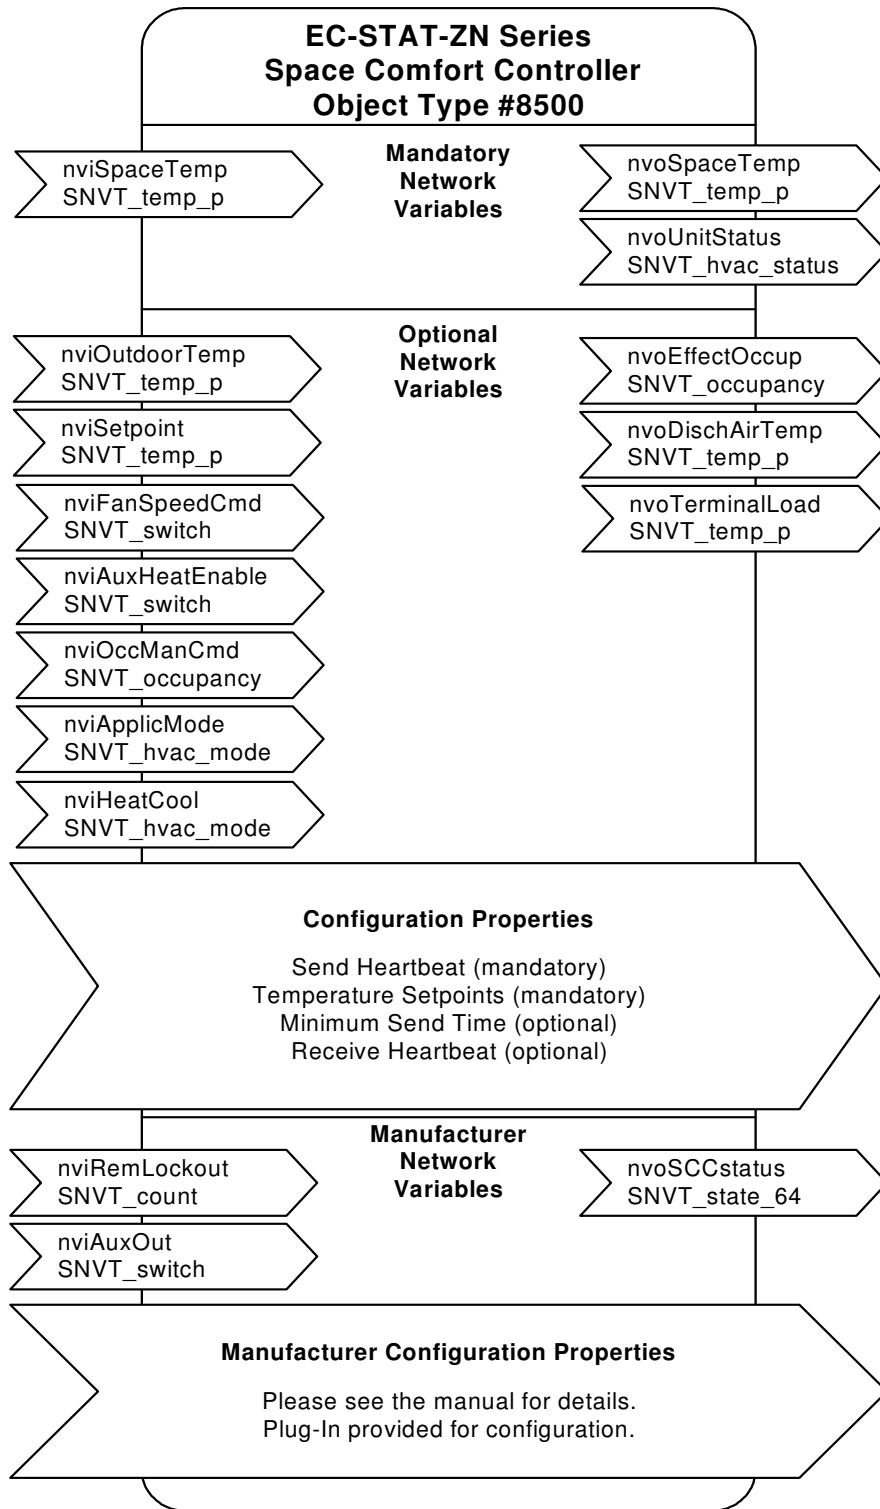 EC-STAT-ZN Series
Space Comfort Controller
Object Type #8500
Mandatory
Network
Variables
nviSpaceTemp
SNVT_temp_p
nvoSpaceTemp
SNVT_temp_p
nvoUnitStatus
SNVT_hvac_status
Optional
Network
Variables
nviOutdoorTemp
SNVT_temp_p
nviSetpoint
SNVT_temp_p
nviFanSpeedCmd
SNVT_switch
nviAuxHeatEnable
SNVT_switch
nviOccManCmd
SNVT_occupancy
nviApplicMode
SNVT_hvac_mode
nviHeatCool
SNVT_hvac_mode
nvoEffectOccup
SNVT_occupancy
nvoDischAirTemp
SNVT_temp_p
nvoTerminalLoad
SNVT_temp_p
Configuration Properties
Send Heartbeat (mandatory)
Temperature Setpoints (mandatory)
Minimum Send Time (optional)
Receive Heartbeat (optional)
Manufacturer
Network
Variables
nviRemLockout
SNVT_count
nviAuxOut
SNVT_switch
nvoSCCstatus
SNVT_state_64
Manufacturer Configuration Properties
Please see the manual for details.
Plug-In provided for configuration.